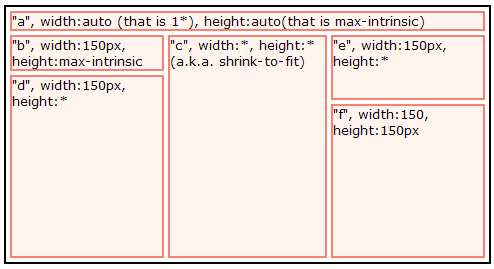 "a", width:auto (that is 1*), height:auto(that is max-intrinsic)
"b", width:150px,
height:max-intrinsic
"c", width:*, height:*
(a.k.a. shrink-to-fit)
"e", width:150px,
height:*
"d", width:150px,
height:*
"f", width:150,
height:150px